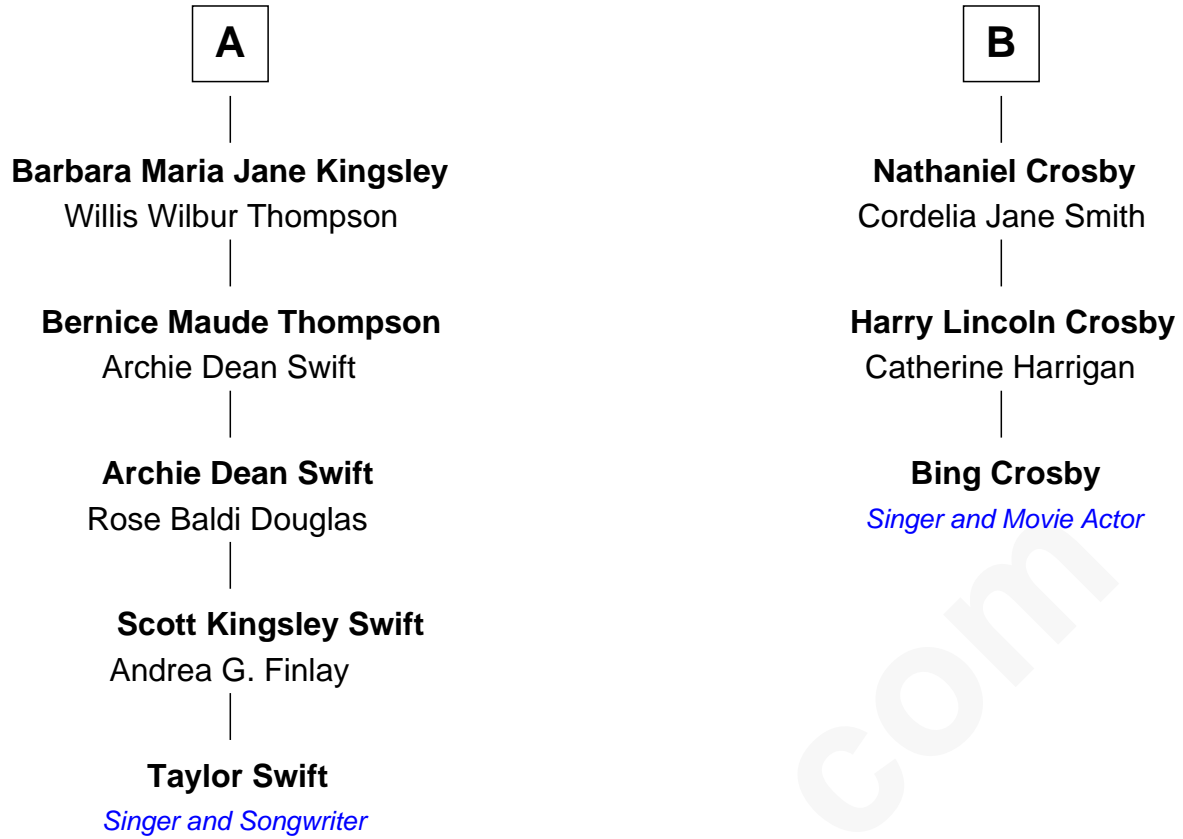 A
Barbara Maria Jane Kingsley
Willis Wilbur Thompson
Bernice Maude Thompson
Archie Dean Swift
Archie Dean Swift
Rose Baldi Douglas
Scott Kingsley Swift
Andrea G. Finlay
Taylor Swift
Singer and Songwriter
B
Nathaniel Crosby
Cordelia Jane Smith
Harry Lincoln Crosby
Catherine Harrigan
Bing Crosby
Singer and Movie Actor
com